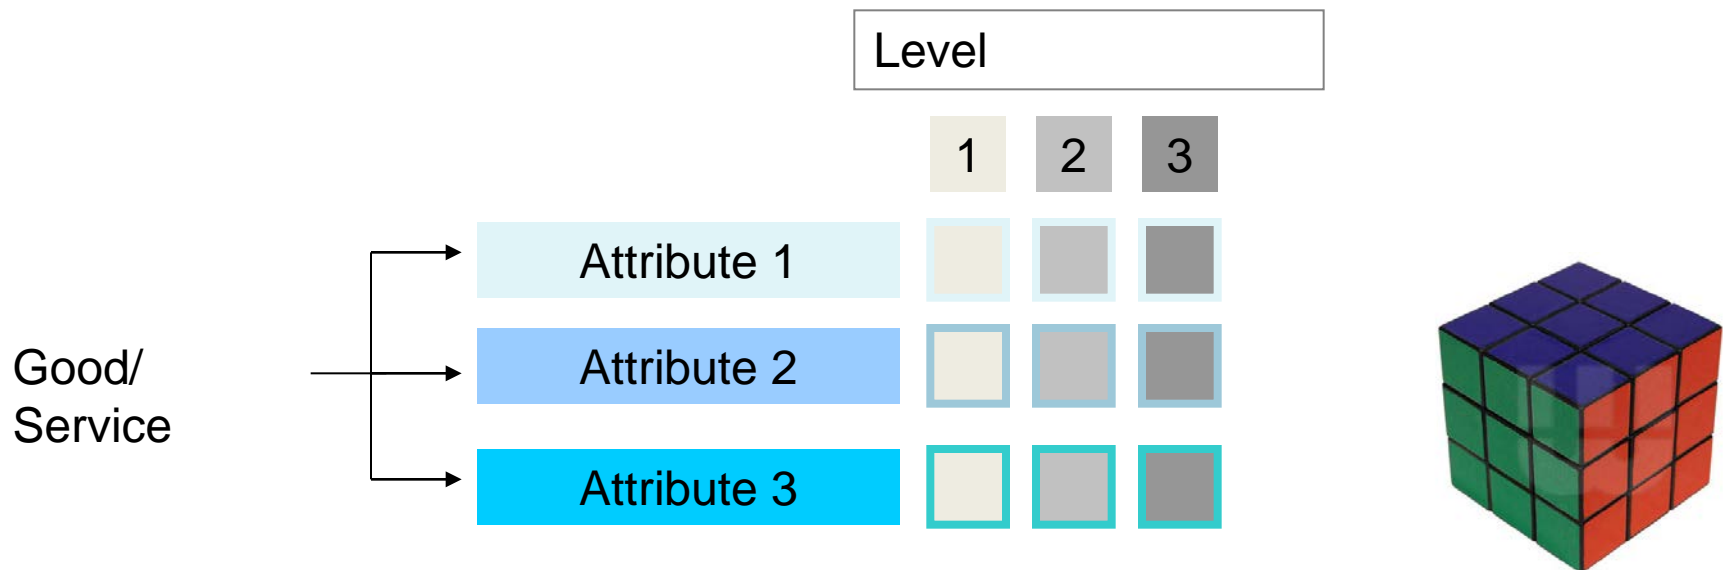 Level
1 2 3
Attribute 1
Attribute 2
Good/
Service
Attribute 3